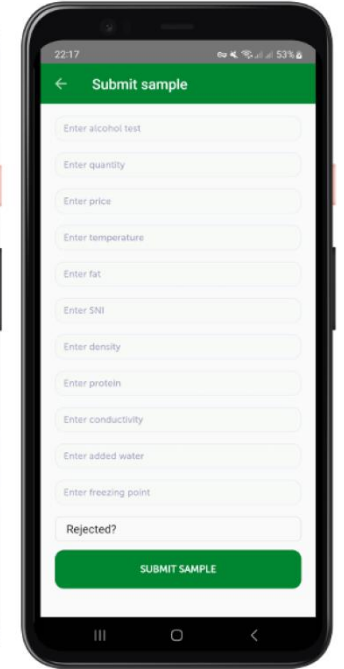 22:17
53%
Submit sample
Enter alcohol test
Enter quantity
Enter price
Enter temperature
Enter fat
Enter SNI
Enter density
Enter protein
Enter conductivity
Enter added water
Enter freezing point
Rejected?
SUBMIT SAMPLE